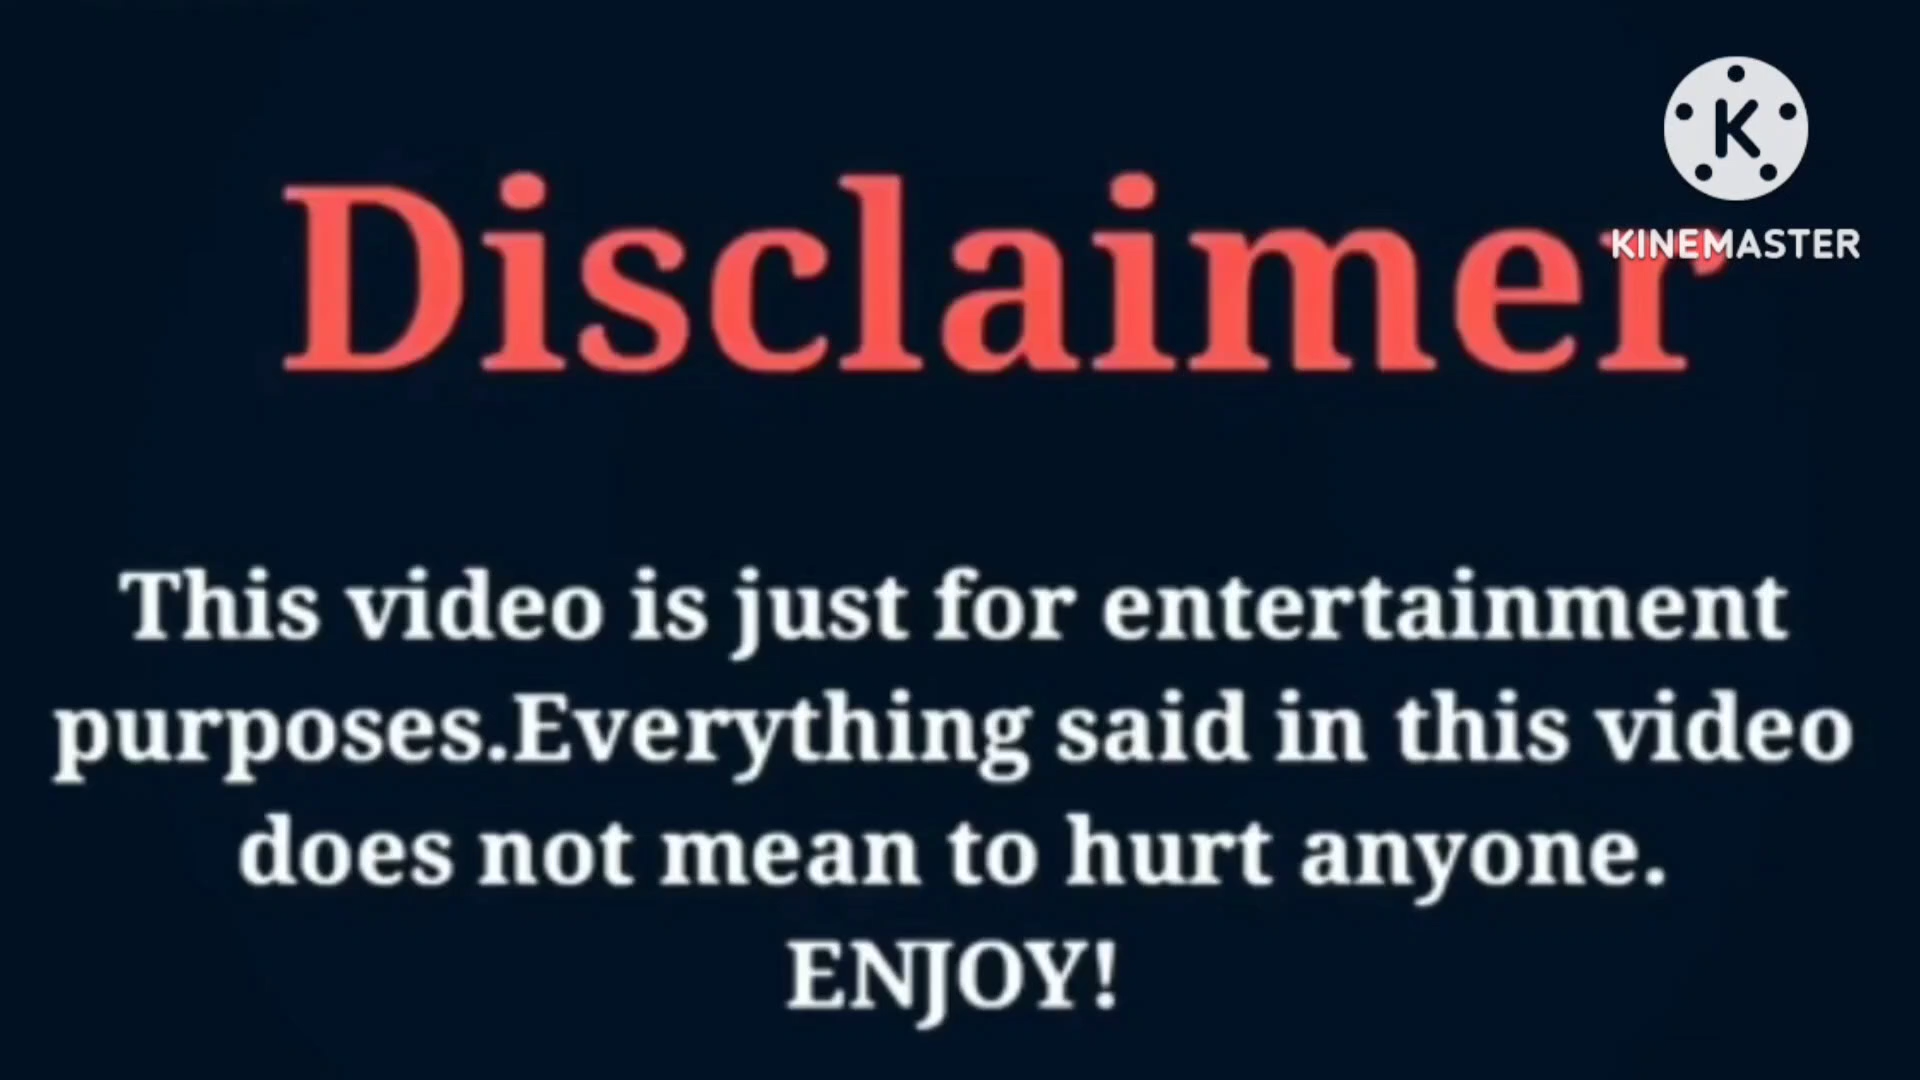 K
KINEMASTER
Disclaimer
This video is just for entertainment
purposes.Everything said in this video
does not mean to hurt anyone.
ENJOY!